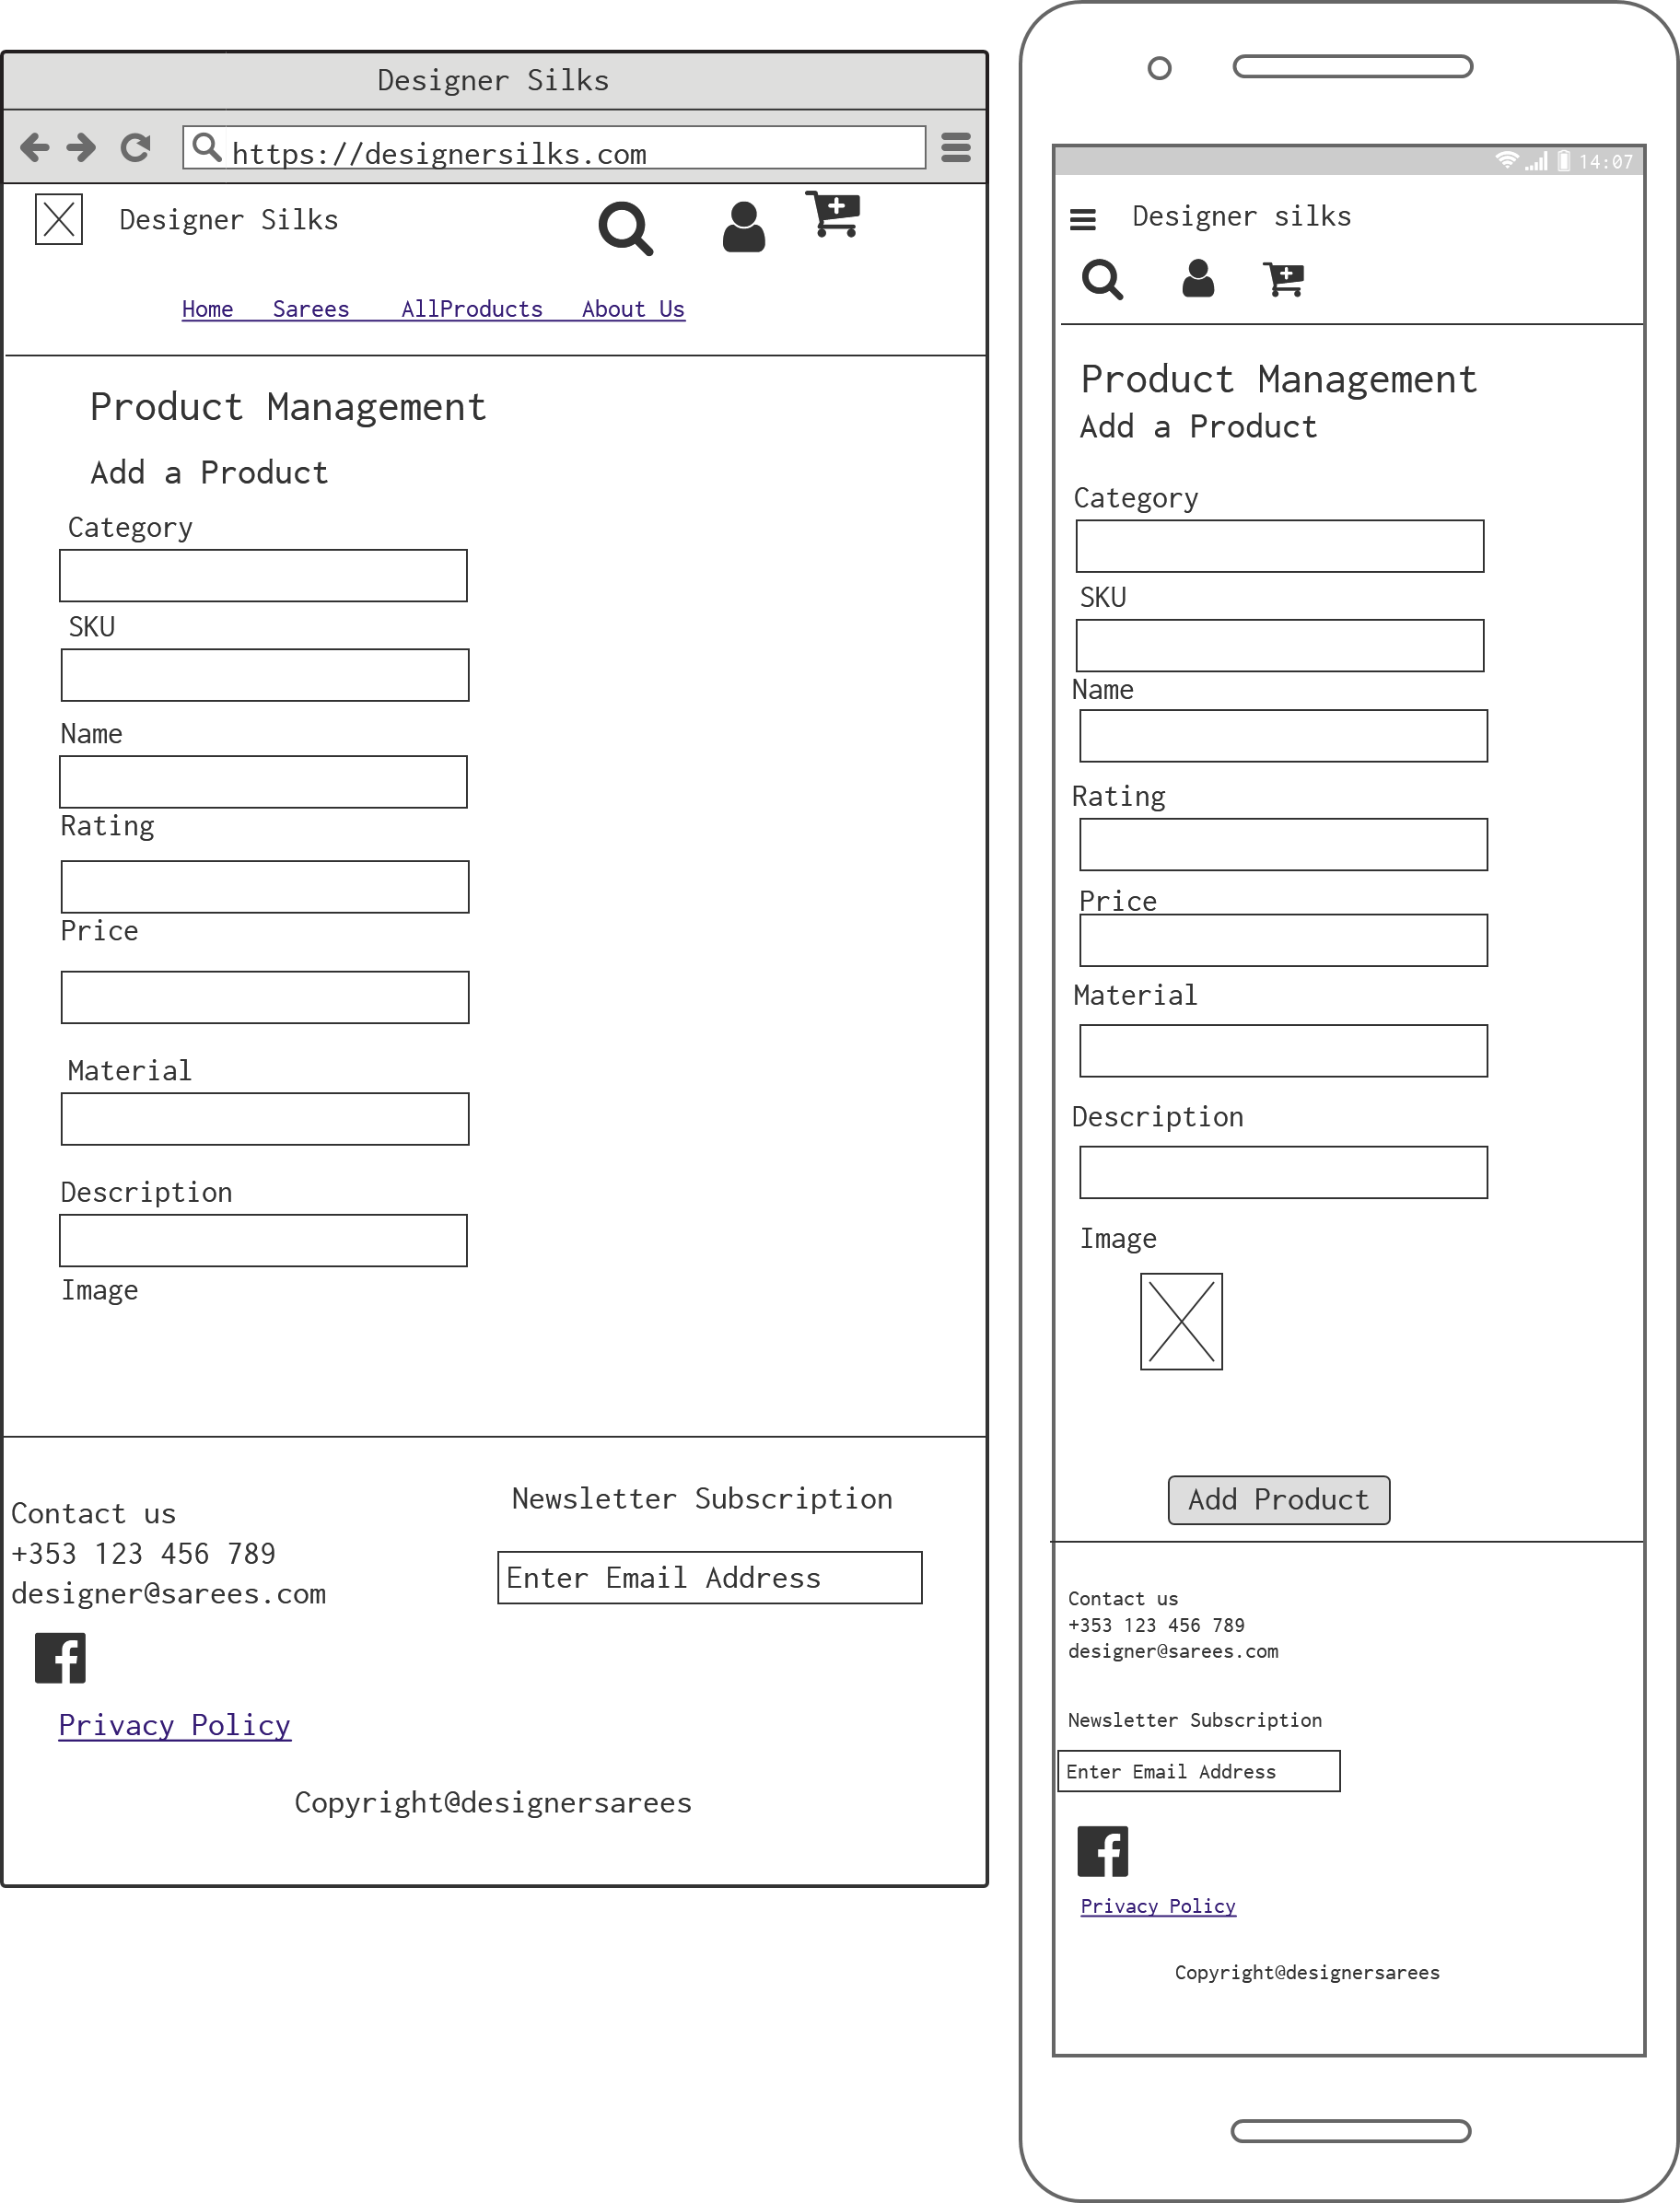 Designer Silks
https://designersilks.com
Designer Silks
Home Sarees AllProducts About Us
Product Management
Add a Product
Category
SKU
Name
Rating
Price
Material
Description
Image
Contact us
+353 123 456 789
designer@sarees.com
Newsletter Subscription
Enter Email Address
Privacy Policy
Copyright@designersarees
14:07
Designer silks
Product Management
Add a Product
Category
SKU
Name
Rating
Price
Material
Description
Image
Add Product
Contact us
+353 123 456 789
designer@sarees.com
Newsletter Subscription
Enter Email Address
Privacy Policy
Copyright@designersarees